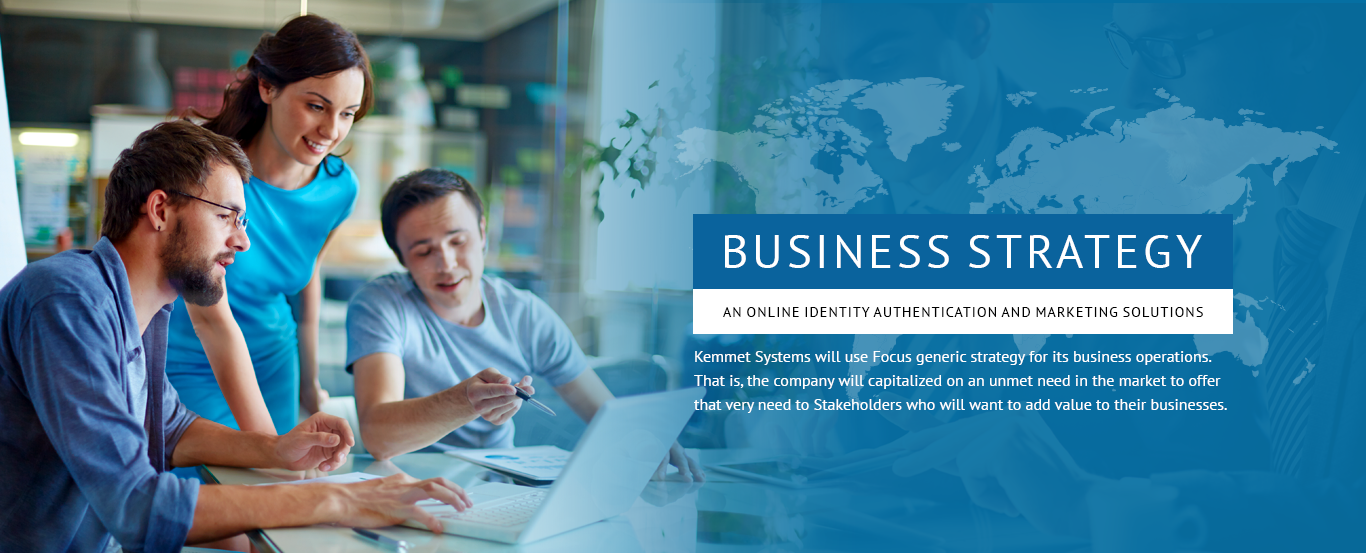 BUSINESS STRATEGY
AN ONLINE IDENTITY AUTHENTICATION AND MARKETING SOLUTIONS
Kemmet Systems will use Focus generic strategy for its business operations.
That is, the company will capitalized on an unmet need in the market to offer
that very need to Stakeholders who will want to add value to their businesses.